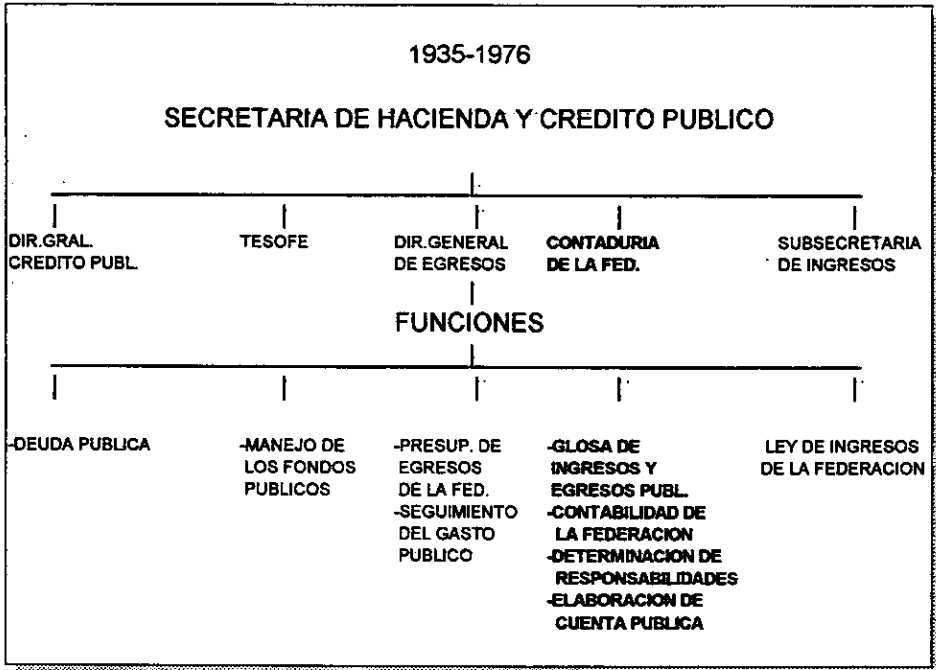 1935-1976
SECRETARIA DE HACIENDA Y CREDITO PUBLICO
DIR.GRAL.
CREDITO PUBL.
TESOFE
DIR.GENERAL
DE EGRESOS
CONTADURIA
DE LA FED.
SUBSECRETARIA
DE INGRESOS
FUNCIONES
-DEUDA PUBLICA
-MANEJO DE
LOS FONDOS
PUBLICOS
-PRESUP. DE
EGRESOS
DE LA FED.
-SEGUIMIENTO
DEL GASTO
PUBLICO
-GLOSA DE
INGRESOS Y
EGRESOS PUBL.
-CONTABILIDAD DE
LA FEDERACION
-DETERMINACION DE
RESPONSABILIDADES
-ELABORACION DE
CUENTA PUBLICA
LEY DE INGRESOS
DE LA FEDERACION